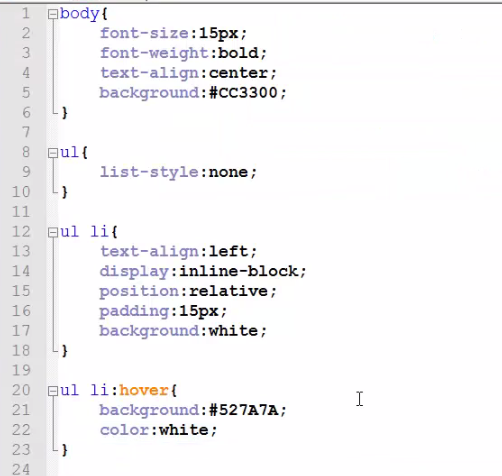 1 body{
2 font-size:15px;
3 font-weight:bold;
4 text-align:center;
5 background:#CC3300;
6 }
7
8 ul{
9 list-style:none;
10 }
11
12 ul li{
13 text-align:left;
14 display:inline-block;
15 position:relative;
16 padding:15px;
17 background:white;
18 }
19
20 ul li:hover{
21 background:#527A7A;
22 color:white;
23 }
24